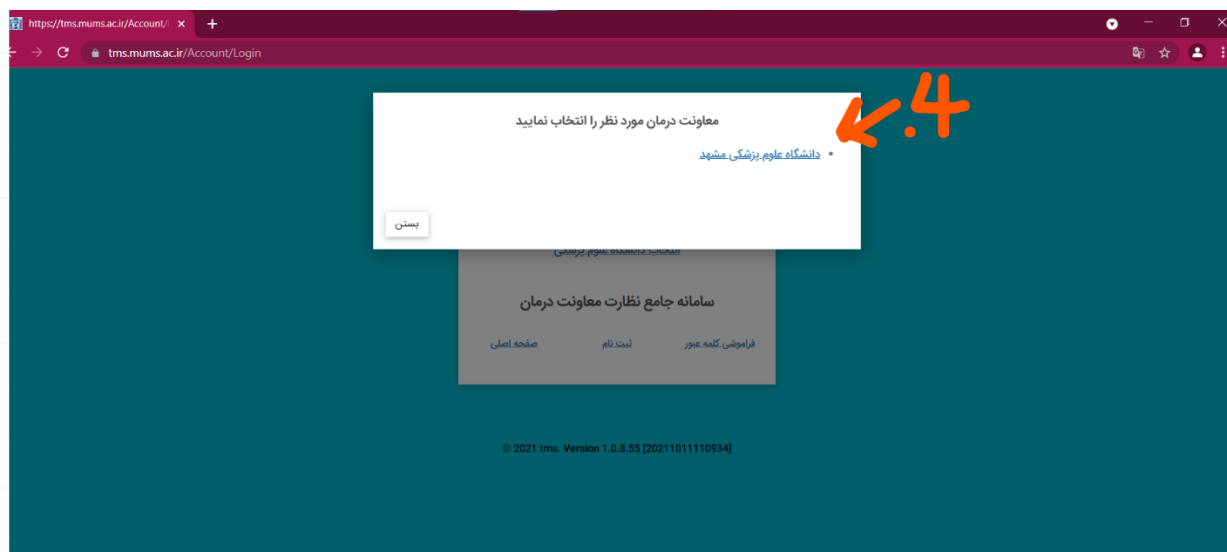 https://tms.mums.ac.ir/Account/
tms.mums.ac.ir/Account/Login
4.
معاونت درمان مورد نظر را انتخاب نمایید
دانشگاه علوم پزشکی مشهد
بستن
انتخاب دانشگاه علوم پزشکی
سامانه جامع نظارت معاونت درمان
فراموشی کلمه عبور ثبت نام صفحه اصلی
© 2021 tms. Version 1.0.8.55 [20211011110934]